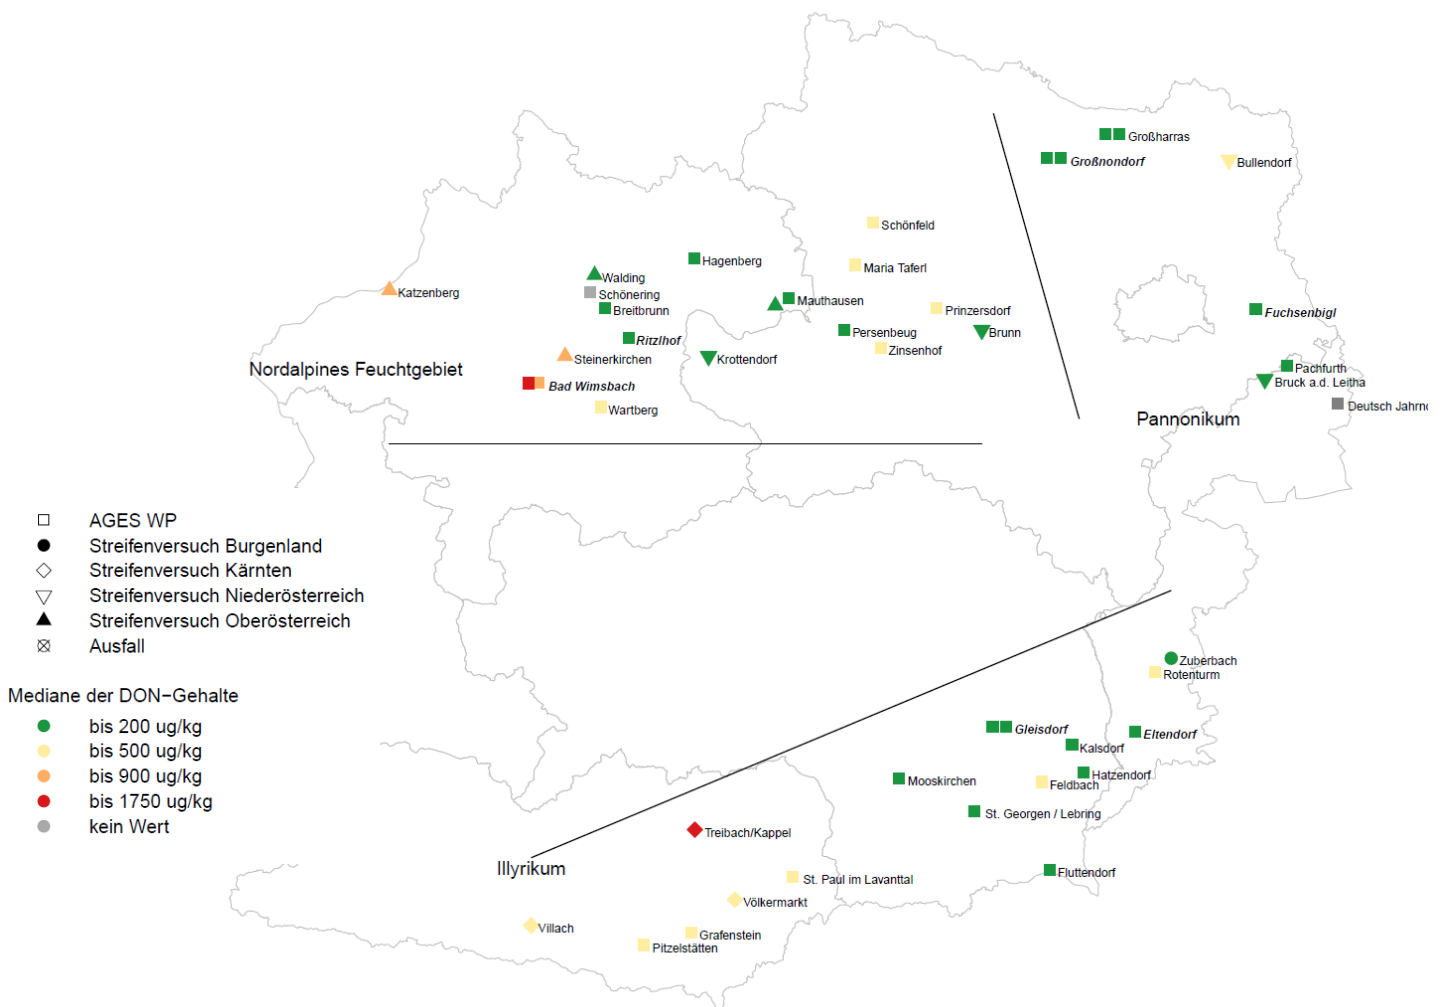 Großharras
Großnondorf
Bullendorf
Schönfeld
Hagenberg
Maria Taferl
Walding
Katzenberg
Schönering
Mauthausen
Breitbrunn
Prinzersdorf
Fuchsenbigl
Persenbeug
Brunn
Ritzlhof
Zinsenhof
Steinerkirchen
Krottendorf
Nordalpines Feuchtgebiet
Pachfurth
Bruck a.d. Leitha
Bad Wimsbach
Wartberg
Deutsch Jahrnd
Pannonikum
AGES WP
Streifenversuch Burgenland
Streifenversuch Kärnten
Streifenversuch Niederösterreich
Streifenversuch Oberösterreich
Ausfall
Zuberbach
Rotenturm
Mediane der DON−Gehalte
bis 200 ug/kg
bis 500 ug/kg
bis 900 ug/kg
bis 1750 ug/kg
kein Wert
Gleisdorf
Eltendorf
Kalsdorf
Hatzendorf
Mooskirchen
Feldbach
St. Georgen / Lebring
Treibach/Kappel
Illyrikum
Fluttendorf
St. Paul im Lavanttal
Völkermarkt
Villach
Grafenstein
Pitzelstätten